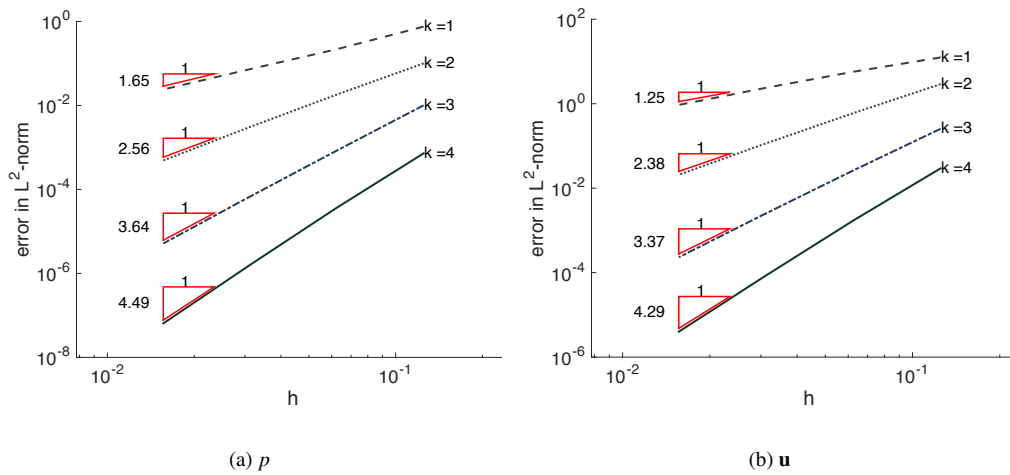 10^0
10^-2
10^-4
10^-6
10^-8
error in L^2-norm
1
1.65
1
2.56
1
3.64
1
4.49
k =1
k =2
k =3
k =4
10^-2
10^-1
h
(a) p
10^2
10^0
10^-2
10^-4
10^-6
error in L^2-norm
1
1.25
1
2.38
1
3.37
1
4.29
k =1
k =2
k =3
k =4
10^-2
10^-1
h
(b) u